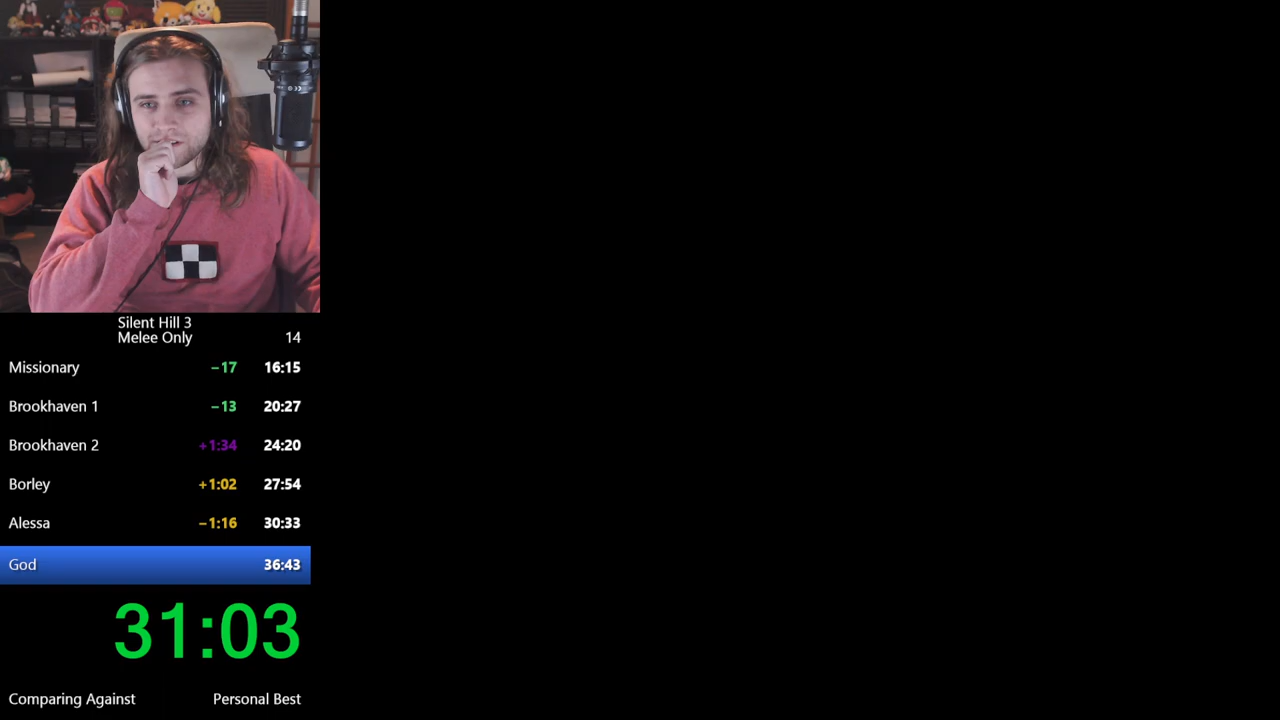 Silent Hill 3
Melee Only 14
Missionary −17 16:15
Brookhaven 1 −13 20:27
Brookhaven 2 +1:34 24:20
Borley +1:02 27:54
Alessa −1:16 30:33
God 36:43
31:03
Comparing Against Personal Best